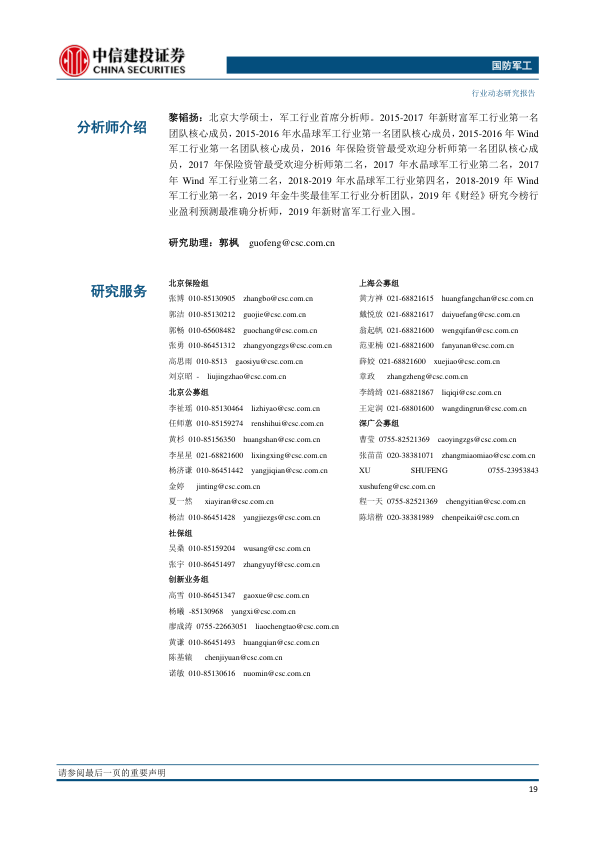 中信建投证券
CHINA SECURITIES
国防军工
行业动态研究报告
分析师介绍
黎韬扬：北京大学硕士，军工行业首席分析师。2015-2017 年新财富军工行业第一名
团队核心成员，2015-2016 年水晶球军工行业第一名团队核心成员，2015-2016 年 Wind
军工行业第一名团队核心成员，2016 年保险资管最受欢迎分析师第一名团队核心成
员，2017 年保险资管最受欢迎分析师第二名，2017 年水晶球军工行业第二名，2017
年 Wind 军工行业第二名，2018-2019 年水晶球军工行业第四名，2018-2019 年 Wind
军工行业第一名，2019 年金牛奖最佳军工行业分析团队，2019 年《财经》研究今榜行
业盈利预测最准确分析师，2019 年新财富军工行业入围。
研究助理：郭枫 guofeng@csc.com.cn
研究服务
北京保险组
张博 010-85130905 zhangbo@csc.com.cn
郭洁 010-85130212 guojie@csc.com.cn
郭畅 010-65608482 guochang@csc.com.cn
张勇 010-86451312 zhangyongzgs@csc.com.cn
高思雨 010-8513 gaosiyu@csc.com.cn
刘京昭 - liujingzhao@csc.com.cn
北京公募组
李祉瑶 010-85130464 lizhiyao@csc.com.cn
任师蕙 010-85159274 renshihui@csc.com.cn
黄杉 010-85156350 huangshan@csc.com.cn
李星星 021-68821600 lixingxing@csc.com.cn
杨济谦 010-86451442 yangjiqian@csc.com.cn
金婷 jinting@csc.com.cn
夏一然 xiayiran@csc.com.cn
杨洁 010-86451428 yangjiezgs@csc.com.cn
社保组
吴桑 010-85159204 wusang@csc.com.cn
张宇 010-86451497 zhangyuyf@csc.com.cn
创新业务组
高雪 010-86451347 gaoxue@csc.com.cn
杨曦 -85130968 yangxi@csc.com.cn
廖成涛 0755-22663051 liaochengtao@csc.com.cn
黄谦 010-86451493 huangqian@csc.com.cn
陈基辕 chenjiyuan@csc.com.cn
诺敏 010-85130616 nuomin@csc.com.cn
上海公募组
黄方禅 021-68821615 huangfangchan@csc.com.cn
戴悦放 021-68821617 daiyuefang@csc.com.cn
翁起帆 021-68821600 wengqifan@csc.com.cn
范亚楠 021-68821600 fanyanan@csc.com.cn
薛姣 021-68821600 xuejiao@csc.com.cn
章政 zhangzheng@csc.com.cn
李绮绮 021-68821867 liqiqi@csc.com.cn
王定润 021-68801600 wangdingrun@csc.com.cn
深广公募组
曹莹 0755-82521369 caoyingzgs@csc.com.cn
张苗苗 020-38381071 zhangmiaomiao@csc.com.cn
XU SHUFENG 0755-23953843
xushufeng@csc.com.cn
程一天 0755-82521369 chengyitian@csc.com.cn
陈培楷 020-38381989 chenpeikai@csc.com.cn
请参阅最后一页的重要声明
19